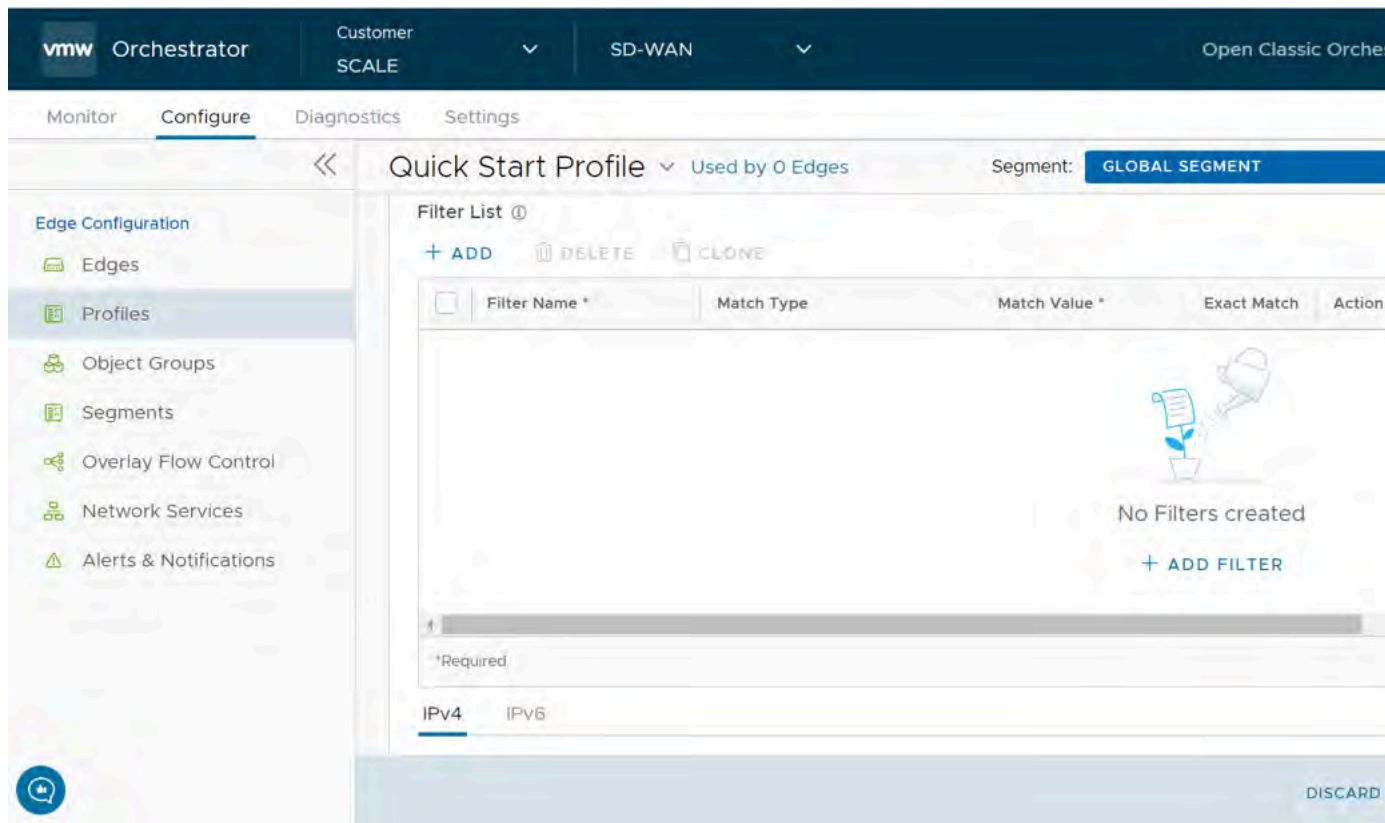 vmw Orchestrator
Customer
SCALE
SD-WAN
Open Classic Orche
Monitor Configure Diagnostics Settings
Quick Start Profile Used by 0 Edges
Segment: GLOBAL SEGMENT
Edge Configuration
Edges
Profiles
Object Groups
Segments
Overlay Flow Control
Network Services
Alerts & Notifications
Filter List
+ ADD DELETE CLONE
Filter Name * Match Type Match Value * Exact Match Action
No Filters created
+ ADD FILTER
*Required
IPv4 IPv6
DISCARD